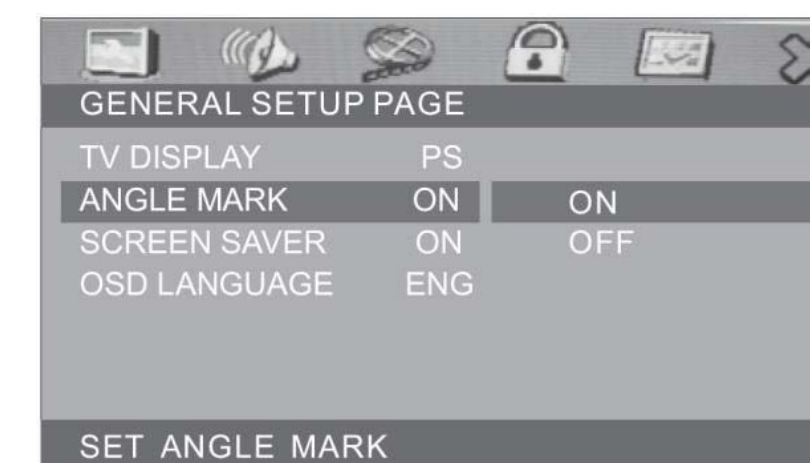 GENERAL SETUP PAGE
TV DISPLAY PS
ANGLE MARK ON ON
SCREEN SAVER ON OFF
OSD LANGUAGE ENG
SET ANGLE MARK